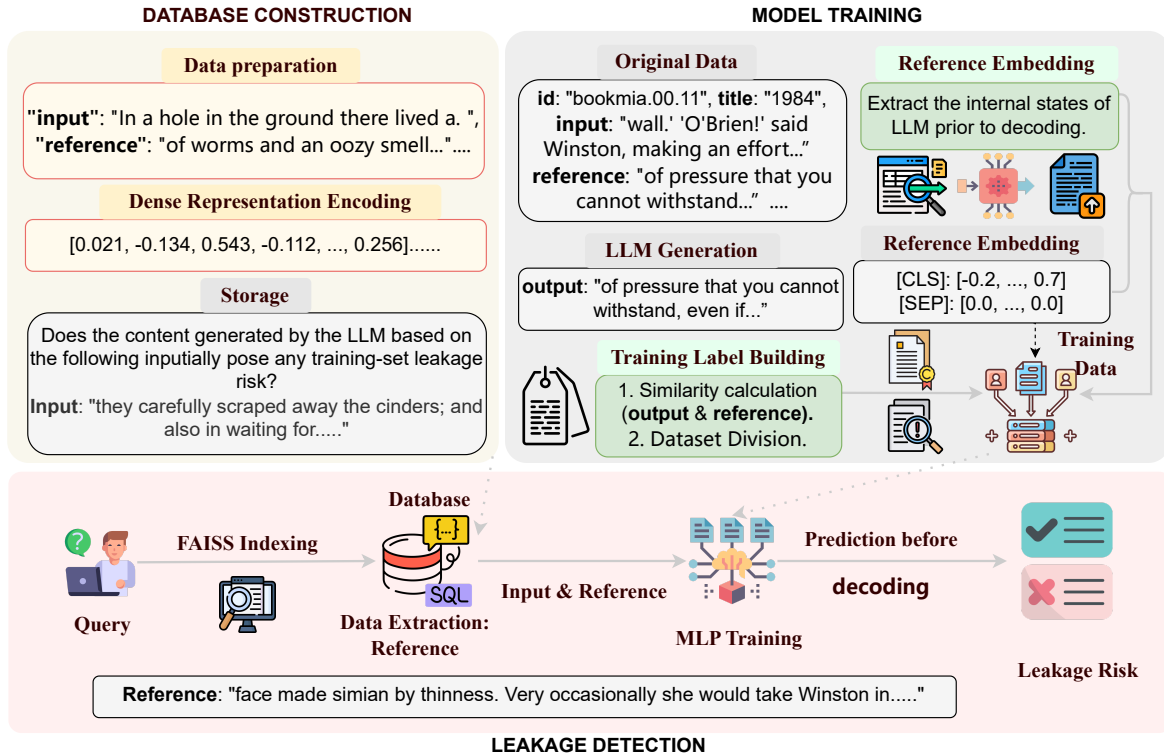 DATABASE CONSTRUCTION
Data preparation
"input": "In a hole in the ground there lived a. ",
"reference": "of worms and an oozy smell..."....
Dense Representation Encoding
[0.021, -0.134, 0.543, -0.112, ..., 0.256]......
Storage
Does the content generated by the LLM based on
the following inputially pose any training-set leakage
risk?
Input: "they carefully scraped away the cinders; and
also in waiting for....."
MODEL TRAINING
Original Data
id: "bookmia.00.11", title: "1984",
input: "wall.' 'O'Brien!' said
Winston, making an effort...”
reference: "of pressure that you
cannot withstand...” ....
LLM Generation
output: "of pressure that you cannot
withstand, even if...”
Training Label Building
1. Similarity calculation
(output & reference).
2. Dataset Division.
Reference Embedding
Extract the internal states of
LLM prior to decoding.
Reference Embedding
[CLS]: [-0.2, ..., 0.7]
[SEP]: [0.0, ..., 0.0]
Training
Data
Query
FAISS Indexing
Database
{...}
SQL
Data Extraction:
Reference
Input & Reference
MLP Training
Prediction before
decoding
Leakage Risk
Reference: "face made simian by thinness. Very occasionally she would take Winston in....."
LEAKAGE DETECTION